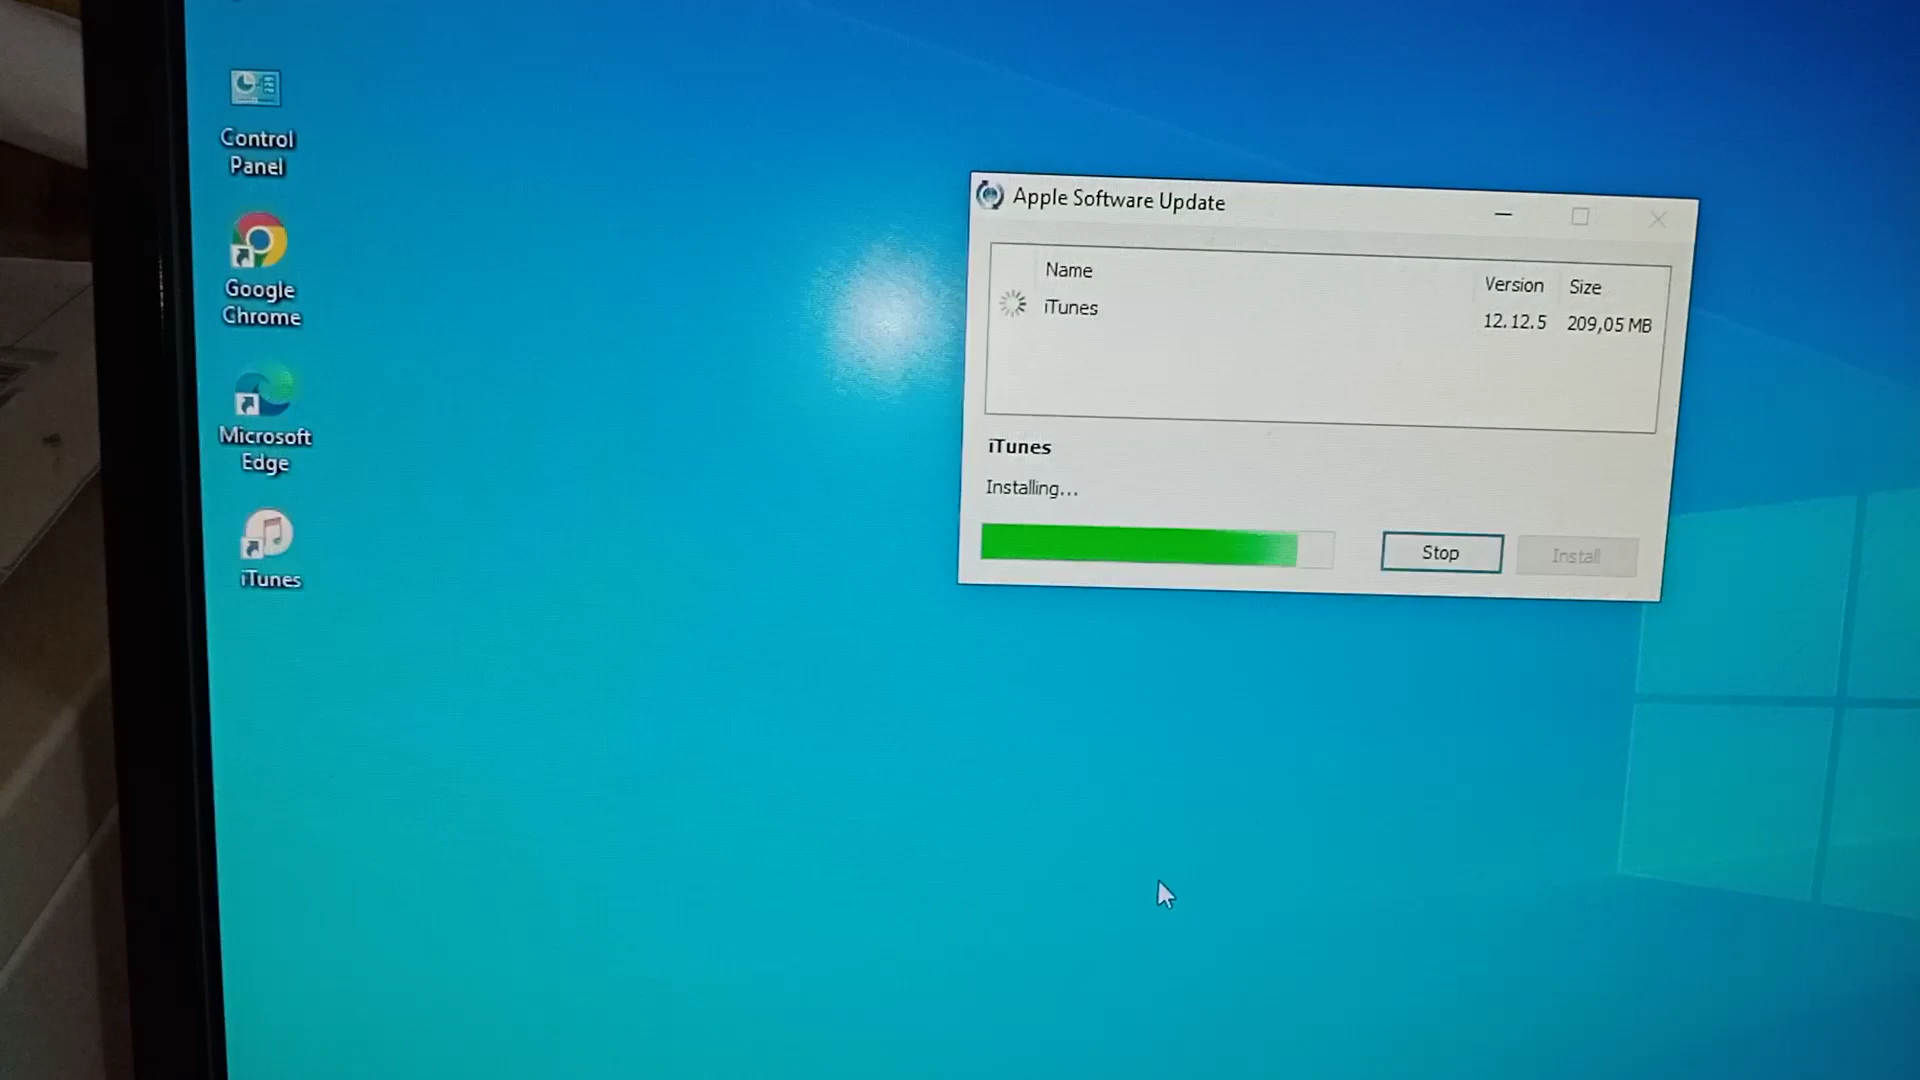 Control
Panel
Google
Chrome
Microsoft
Edge
iTunes
Apple Software Update
Name Version Size
iTunes 12.12.5 209,05 MB
iTunes
Installing...
Stop Install